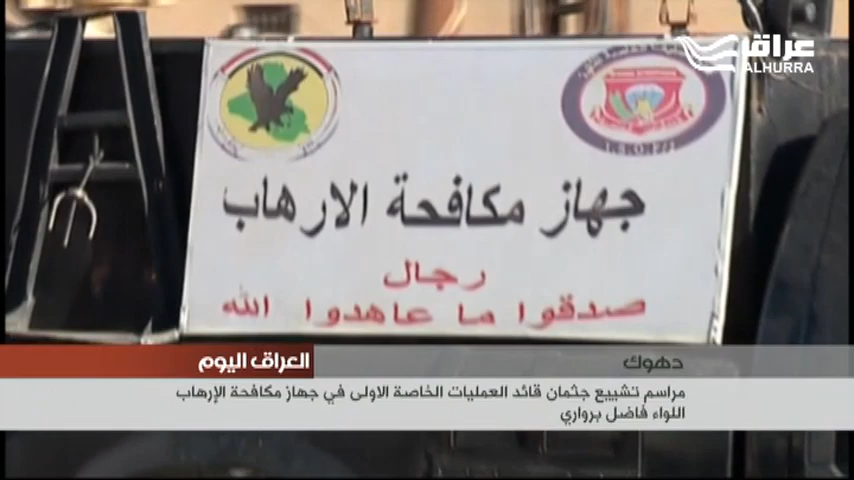 عراق
ALHURRA
جهاز مكافحة الارهاب
رجال
صدقوا ما عاهدوا الله
العراق اليوم
دهوك
مراسم تشييع جثمان قائد العمليات الخاصة الاولى في جهاز مكافحة الإرهاب
اللواء فاضل برواري